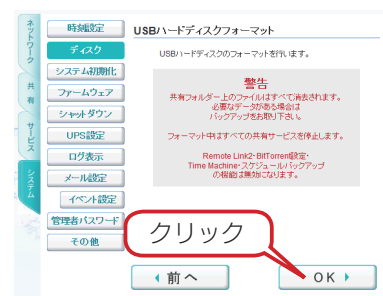 ネットワーク
共有
サービス
システム
時刻設定
ディスク
システム初期化
ファームウェア
シャットダウン
UPS設定
ログ表示
メール設定
イベント設定
管理者パスワード
その他
USBハードディスクフォーマット
USBハードディスクのフォーマットを行います。
警告
共有フォルダー上のファイルはすべて消去されます。
必要なデータがある場合は
バックアップをお取り下さい。
フォーマット中はすべての共有サービスを停止します。
Remote Link2・BitTorrent設定・
Time Machine・スケジュールバックアップ
の機能は無効になります。
クリック
前へ
OK